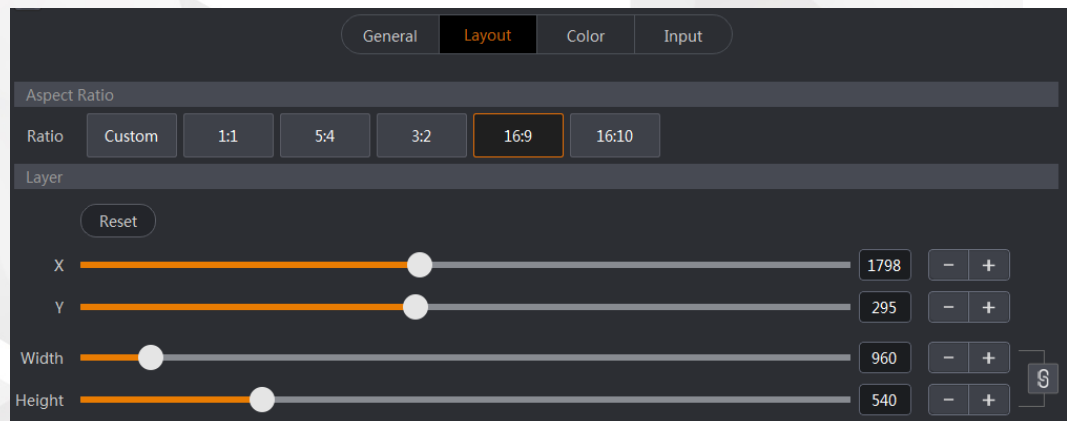 General Layout Color Input
Aspect Ratio
Ratio Custom 1:1 5:4 3:2 16:9 16:10
Layer
Reset
X 1798 − +
Y 295 − +
Width 960 − +
Height 540 − +